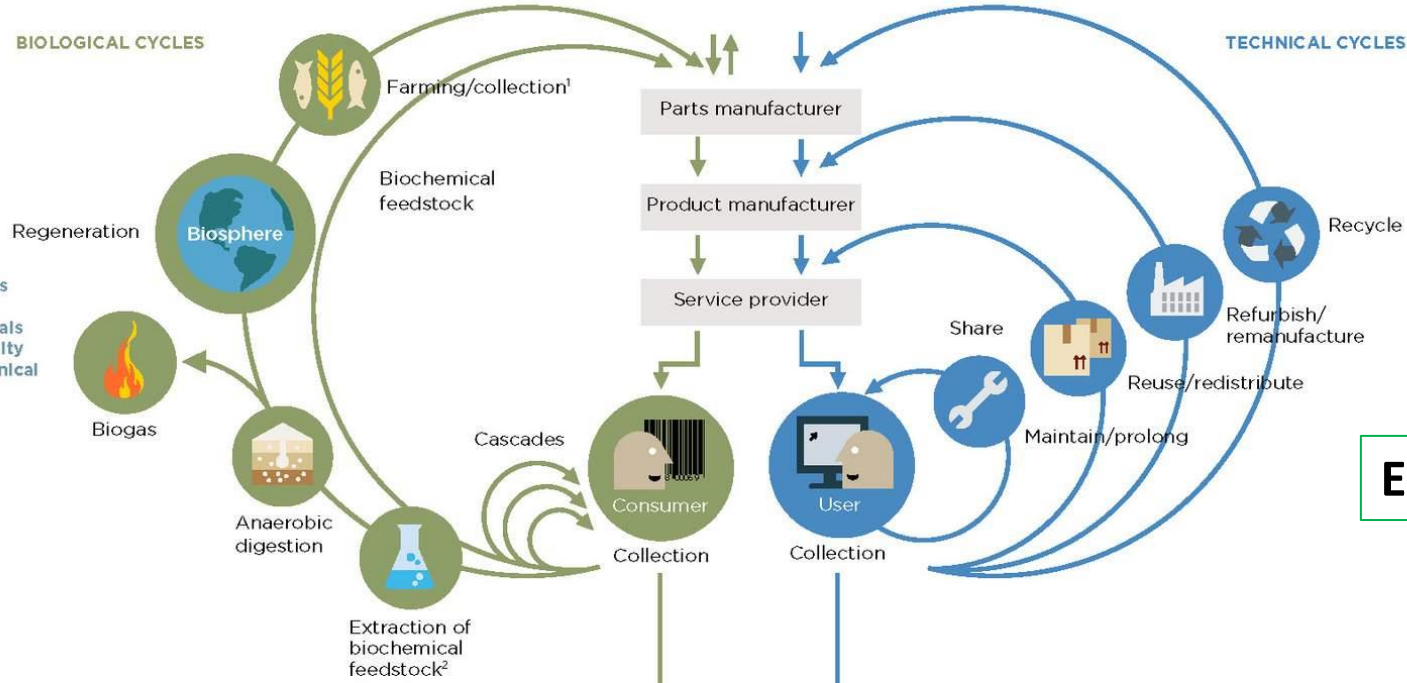 BIOLOGICAL CYCLES
TECHNICAL CYCLES
Farming/collection¹
Parts manufacturer
Biochemical
feedstock
Product manufacturer
Regeneration
Biosphere
Recycle
Service provider
Share
Refurbish/
remanufacture
Reuse/redistribute
Biogas
Cascades
Maintain/prolong
Anaerobic
digestion
Consumer
User
Collection
Collection
Extraction of
biochemical
feedstock²
E